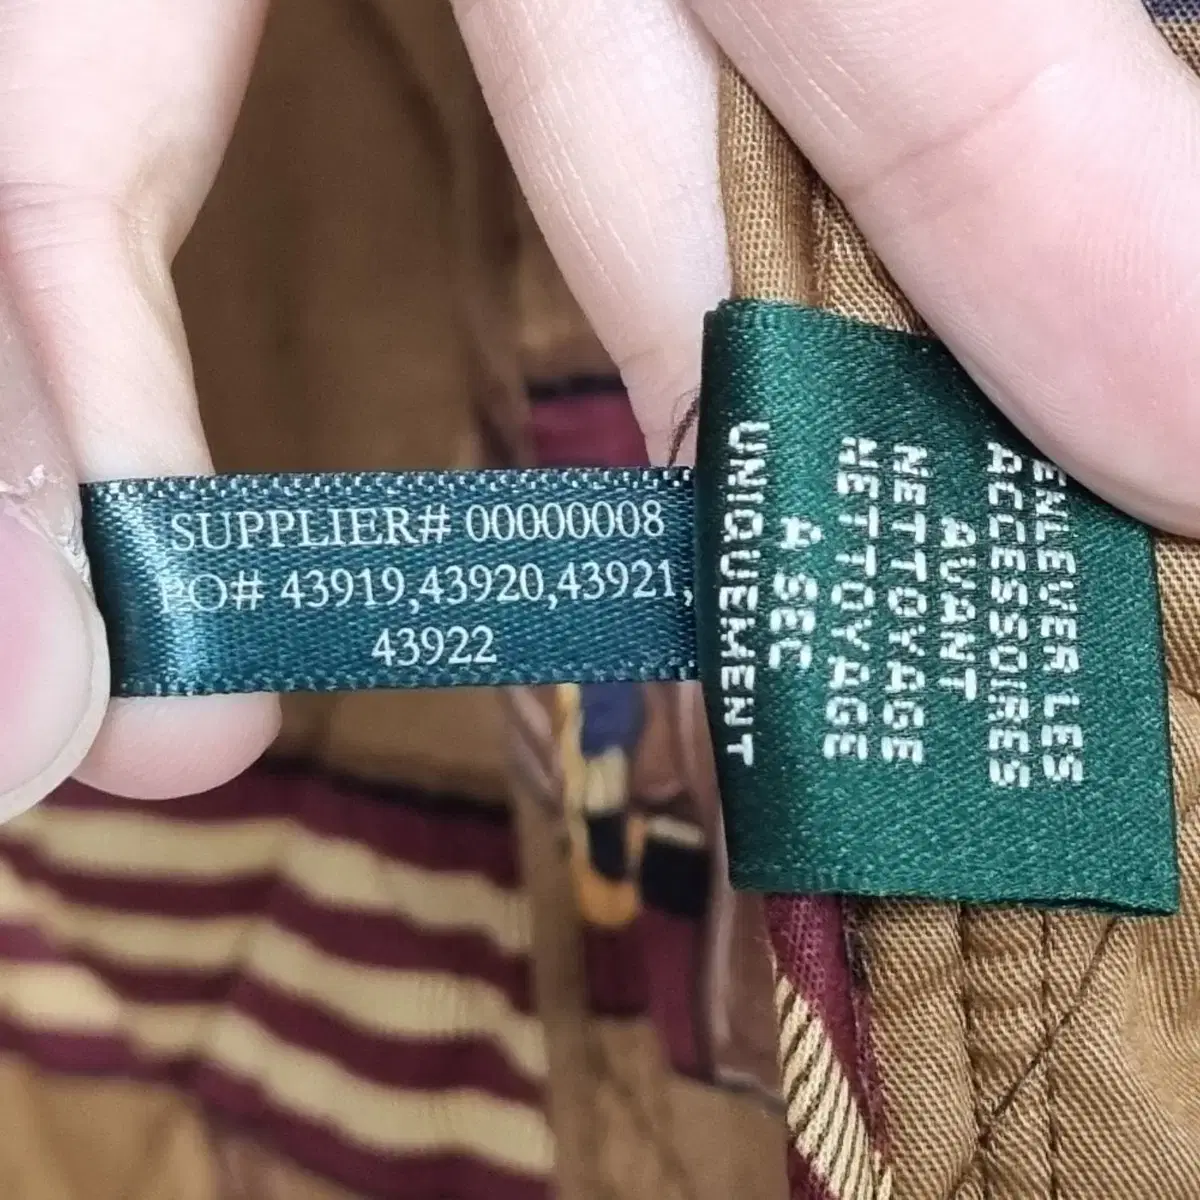 SUPPLIER# 00000008
PO# 43919,43920,43921,
43922
ENLEVER LES
ACCESSOIRES
AVANT
NETTOYAGE
NETTOYAGE
À SEC
UNIQUEMENT